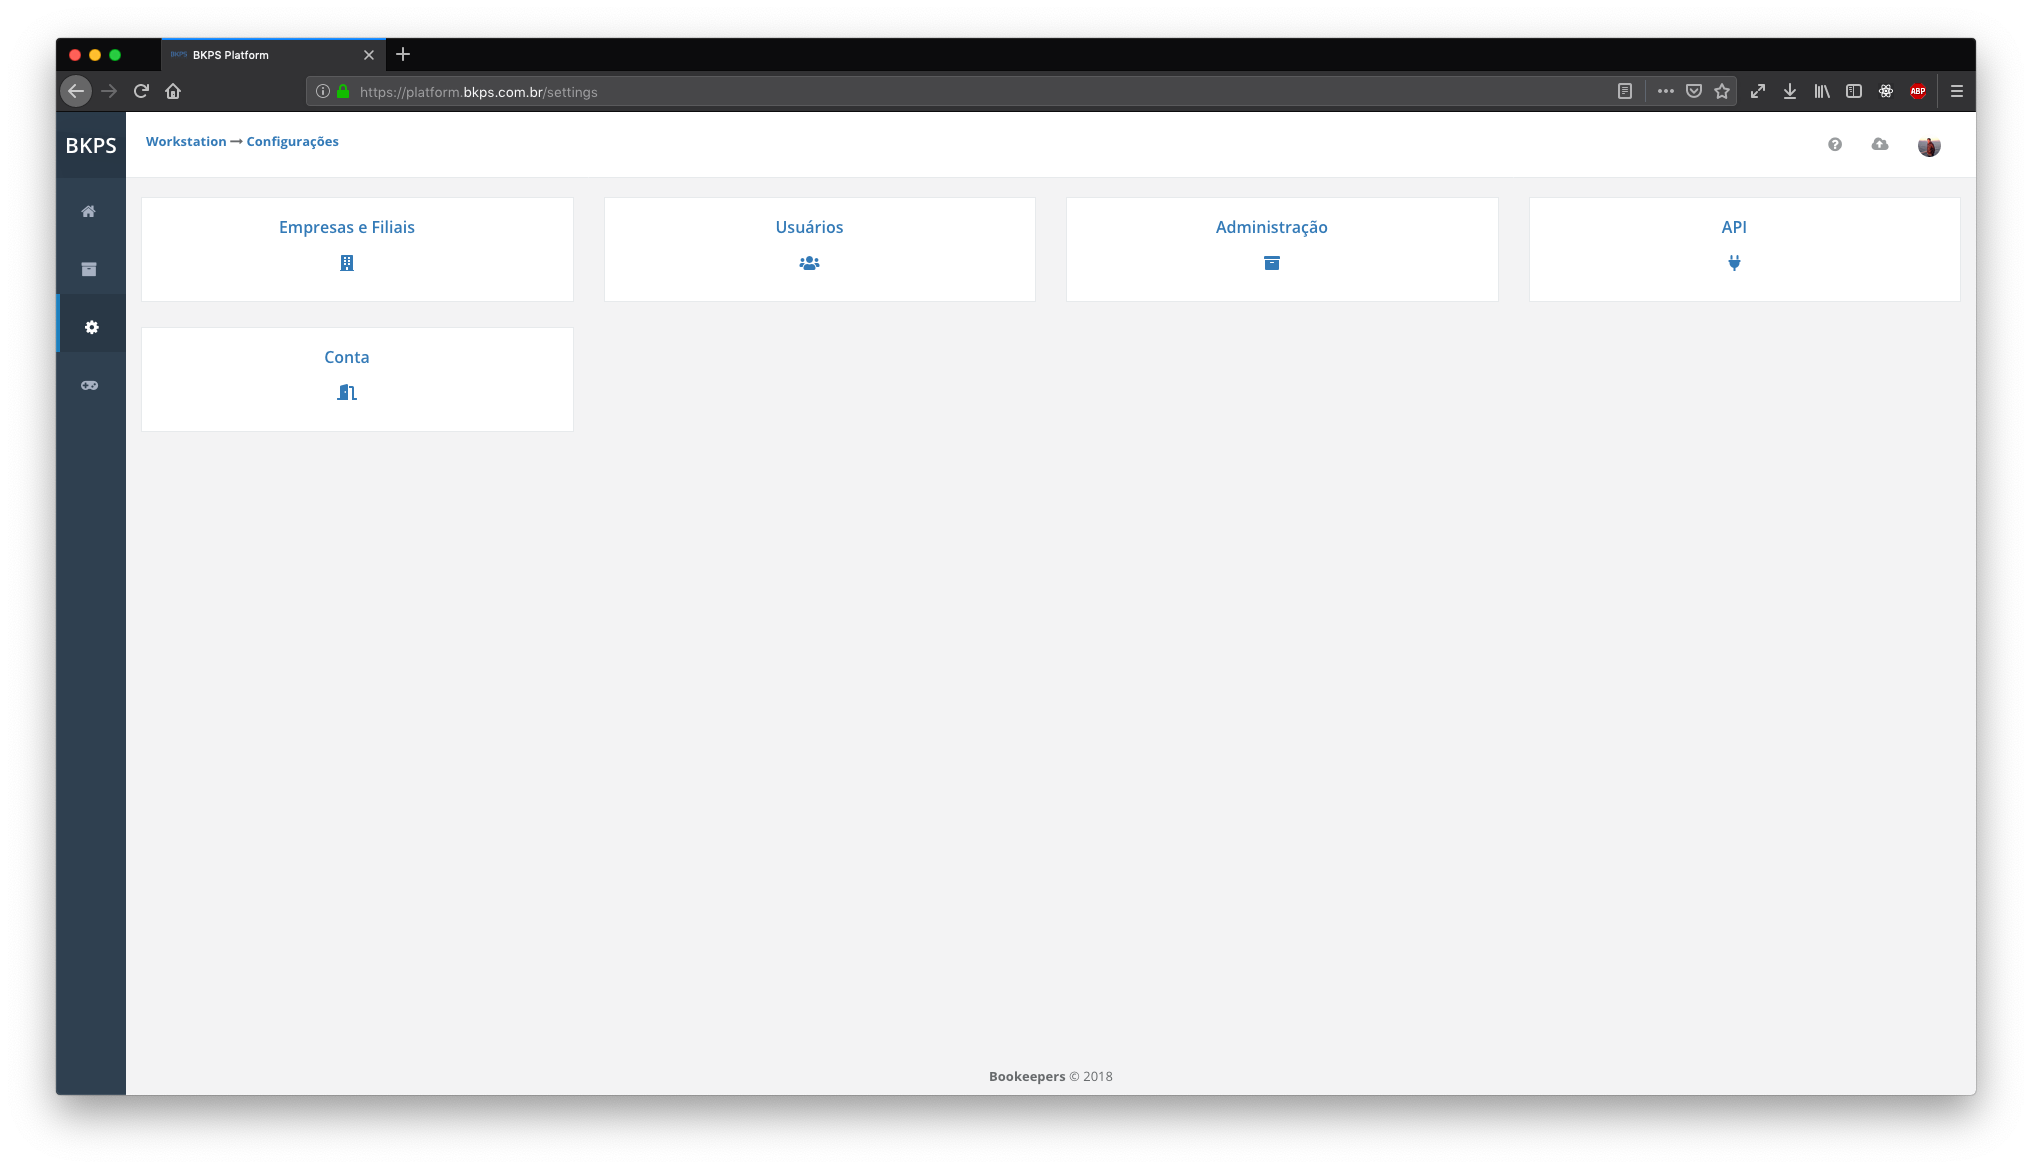 BKPS Platform
https://platform.bkps.com.br/settings
ABP
BKPS
Workstation → Configurações
Empresas e Filiais
Usuários
Administração
API
Conta
Bookeepers © 2018